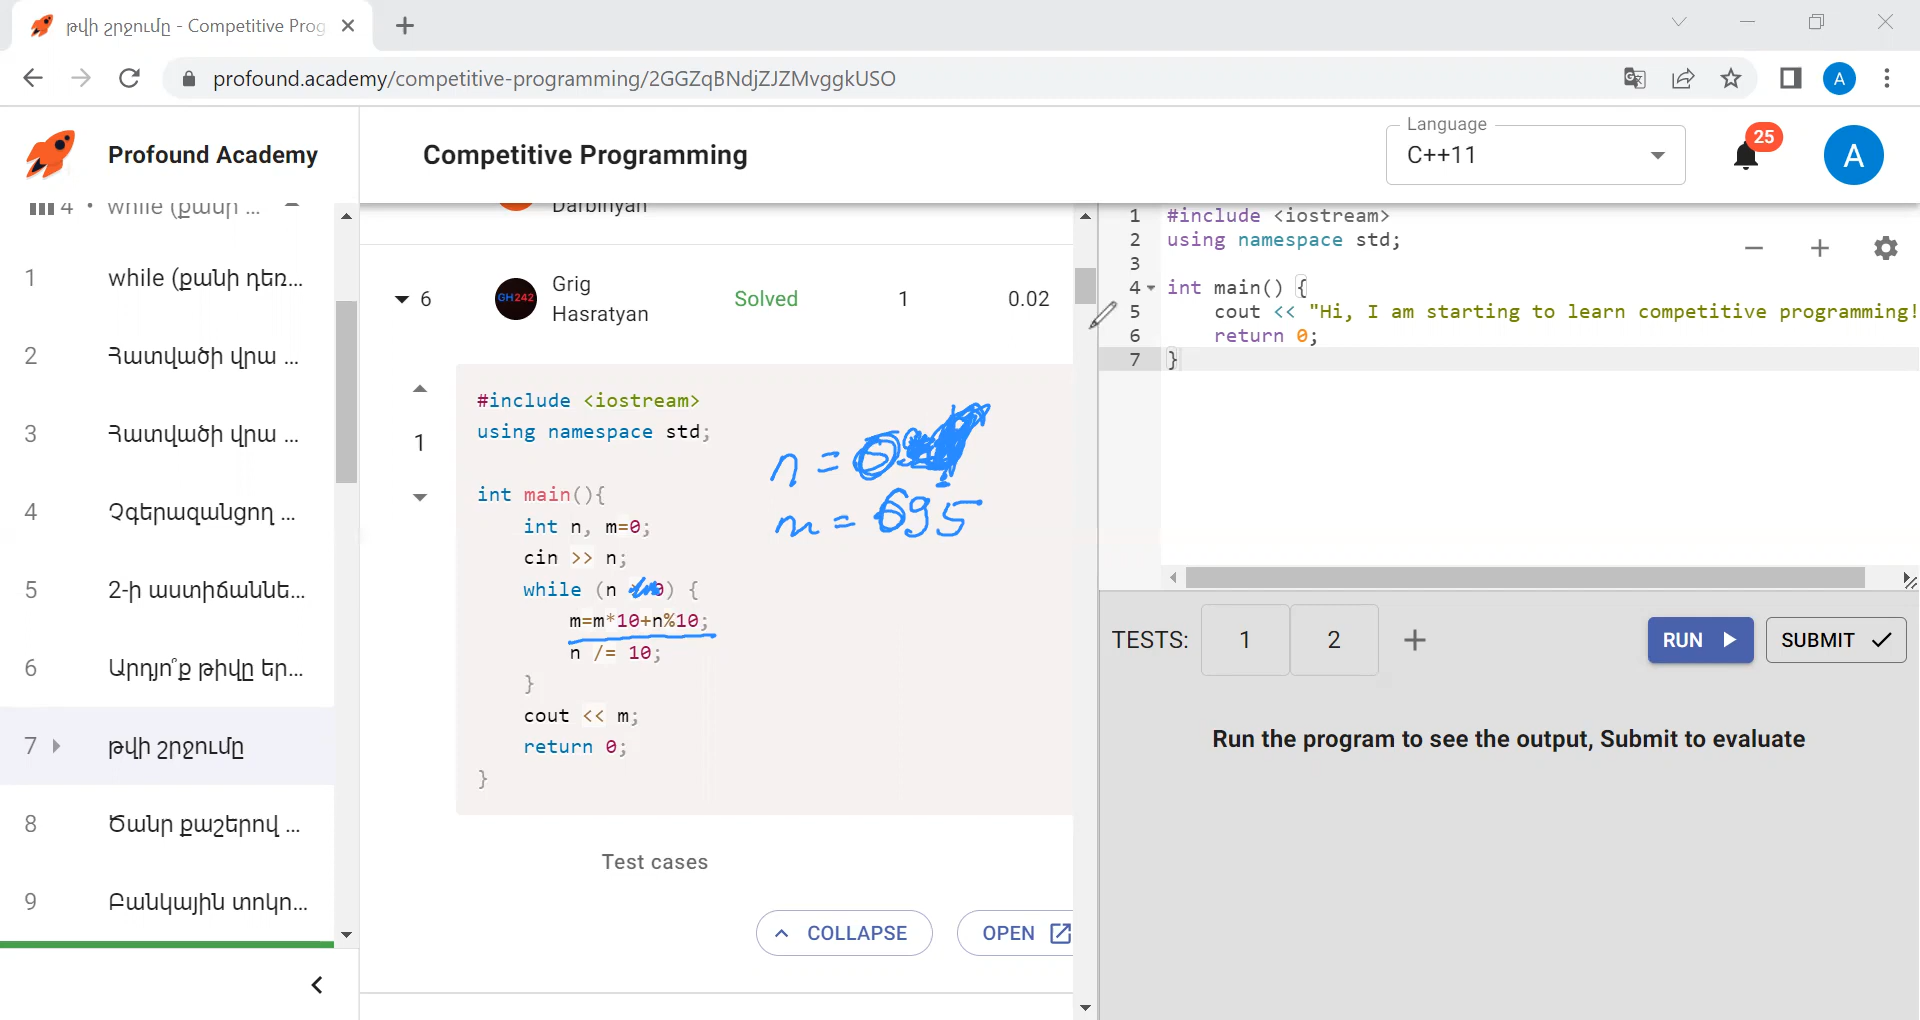 թվի շրջումը - Competitive Prog
profound.academy/competitive-programming/2GGZqBNdjZJZMvggkUSO
A
Profound Academy
Competitive Programming
Language
C++11
25
A
4 • while (քանի ...
1 while (քանի դեռ...
2 Հատվածի վրա ...
3 Հատվածի վրա ...
4 Չգերազանցող ...
5 2-ի աստիճաննե...
6 Արդյո՞ք թիվը եր...
7 թվի շրջումը
8 Ծանր քաշերով ...
9 Բանկային տոկո...
Darbinyan
6 GH242 Grig Hasratyan Solved 1 0.02
1
#include <iostream>
using namespace std;
int main(){
int n, m=0;
cin >> n;
while (n 0) {
m=m*10+n%10;
n /= 10;
}
cout << m;
return 0;
}
n = 0
m = 695
Test cases
COLLAPSE
OPEN
1 #include <iostream>
2 using namespace std;
3
4 int main() {
5 cout << "Hi, I am starting to learn competitive programming!
6 return 0;
7 }
TESTS: 1 2 +
RUN
SUBMIT
Run the program to see the output, Submit to evaluate